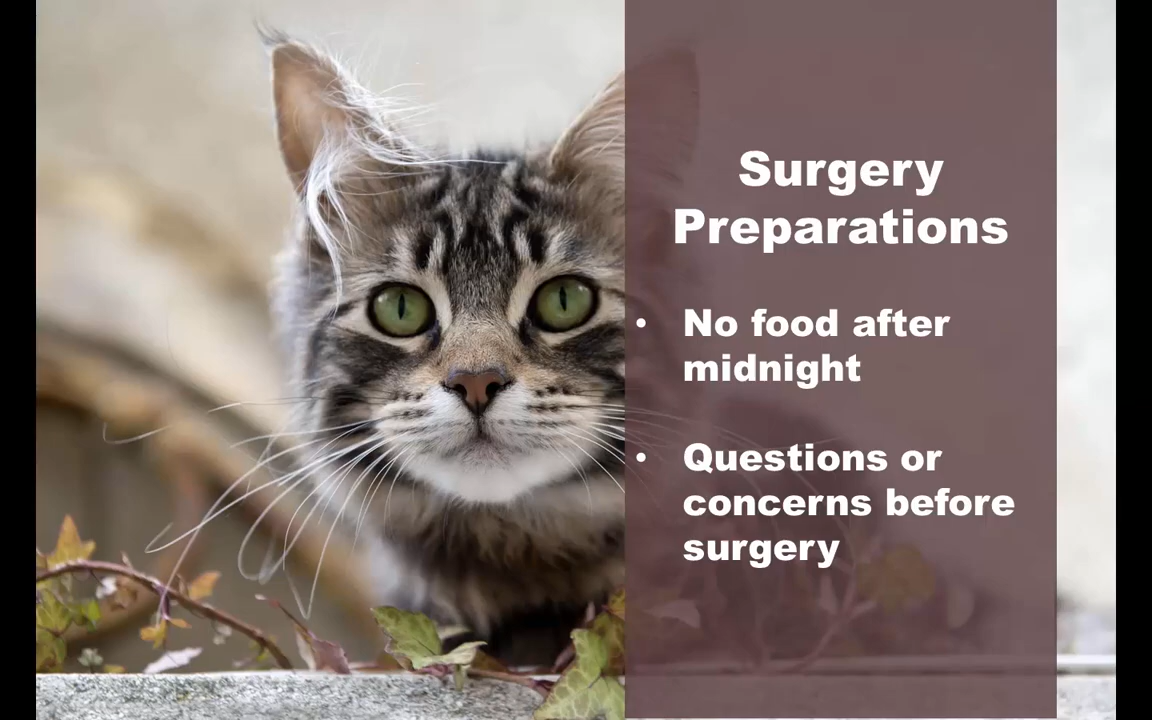 Surgery
Preparations
• No food after
midnight
• Questions or
concerns before
surgery